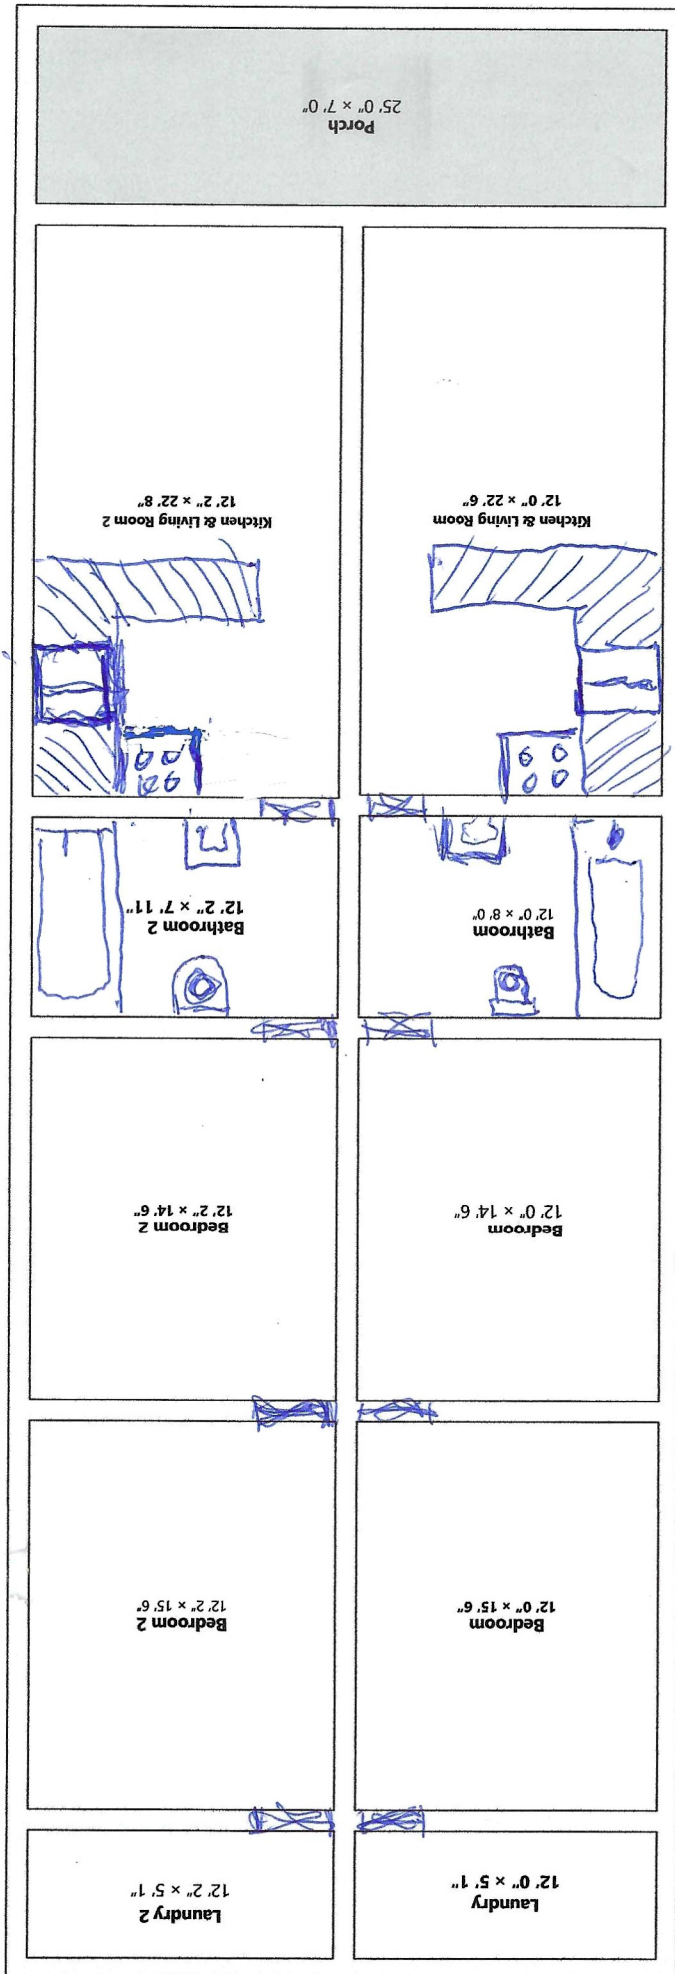 Laundry
12' 0" × 5' 1"
Laundry 2
12' 2" × 5' 1"
Bedroom
12' 0" × 15' 6"
Bedroom 2
12' 2" × 15' 6"
Bedroom
12' 0" × 14' 6"
Bedroom 2
12' 2" × 14' 6"
Bathroom
12' 0" × 8' 0"
Bathroom 2
12' 2" × 7' 11"
Kitchen & Living Room
12' 0" × 22' 6"
Kitchen & Living Room 2
12' 2" × 22' 8"
Porch
25' 0" × 7' 0"